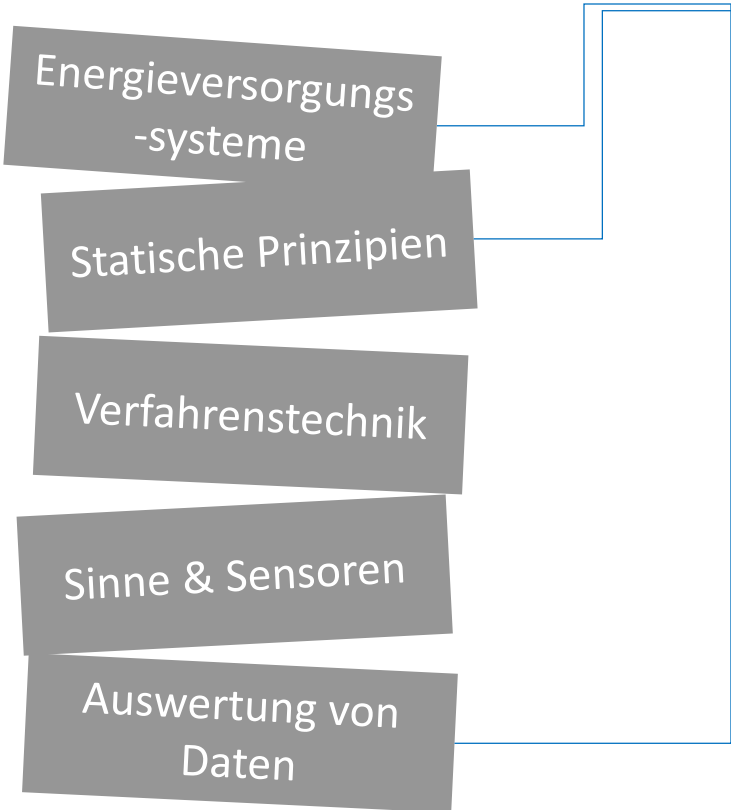 Energieversorgungs
-systeme
Statische Prinzipien
Verfahrenstechnik
Sinne & Sensoren
Auswertung von
Daten